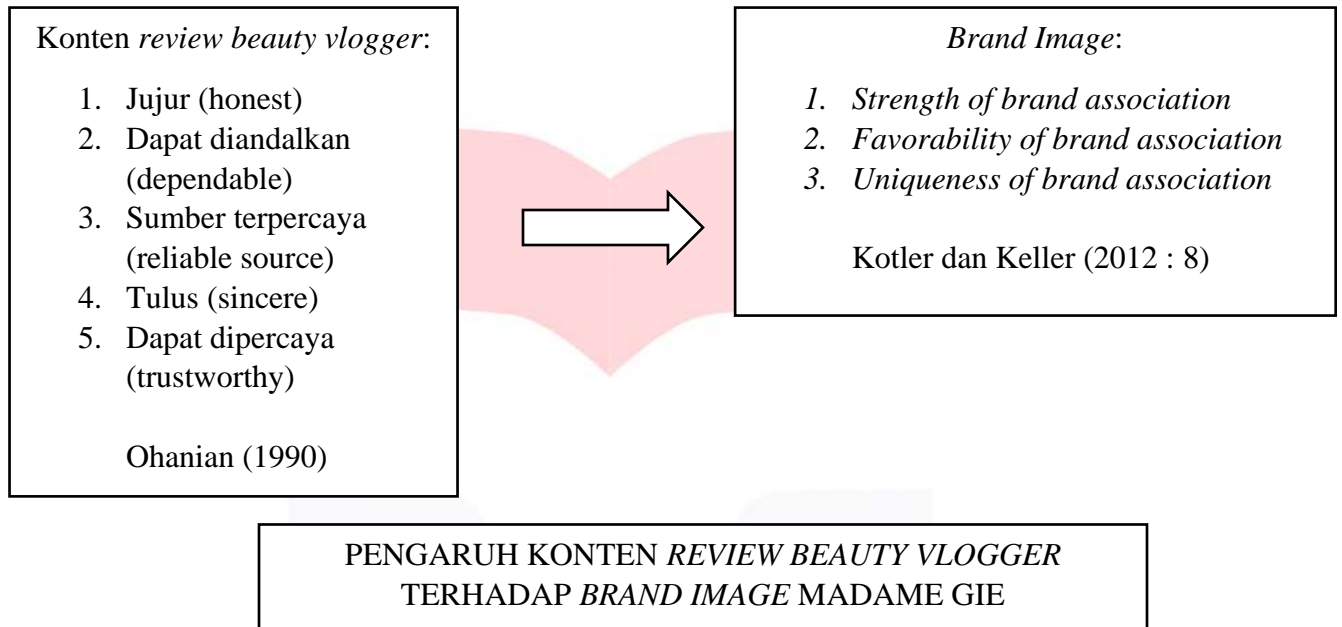 Konten review beauty vlogger:
1. Jujur (honest)
2. Dapat diandalkan
(dependable)
3. Sumber terpercaya
(reliable source)
4. Tulus (sincere)
5. Dapat dipercaya
(trustworthy)
Ohanian (1990)
Brand Image:
1. Strength of brand association
2. Favorability of brand association
3. Uniqueness of brand association
Kotler dan Keller (2012 : 8)
PENGARUH KONTEN REVIEW BEAUTY VLOGGER
TERHADAP BRAND IMAGE MADAME GIE